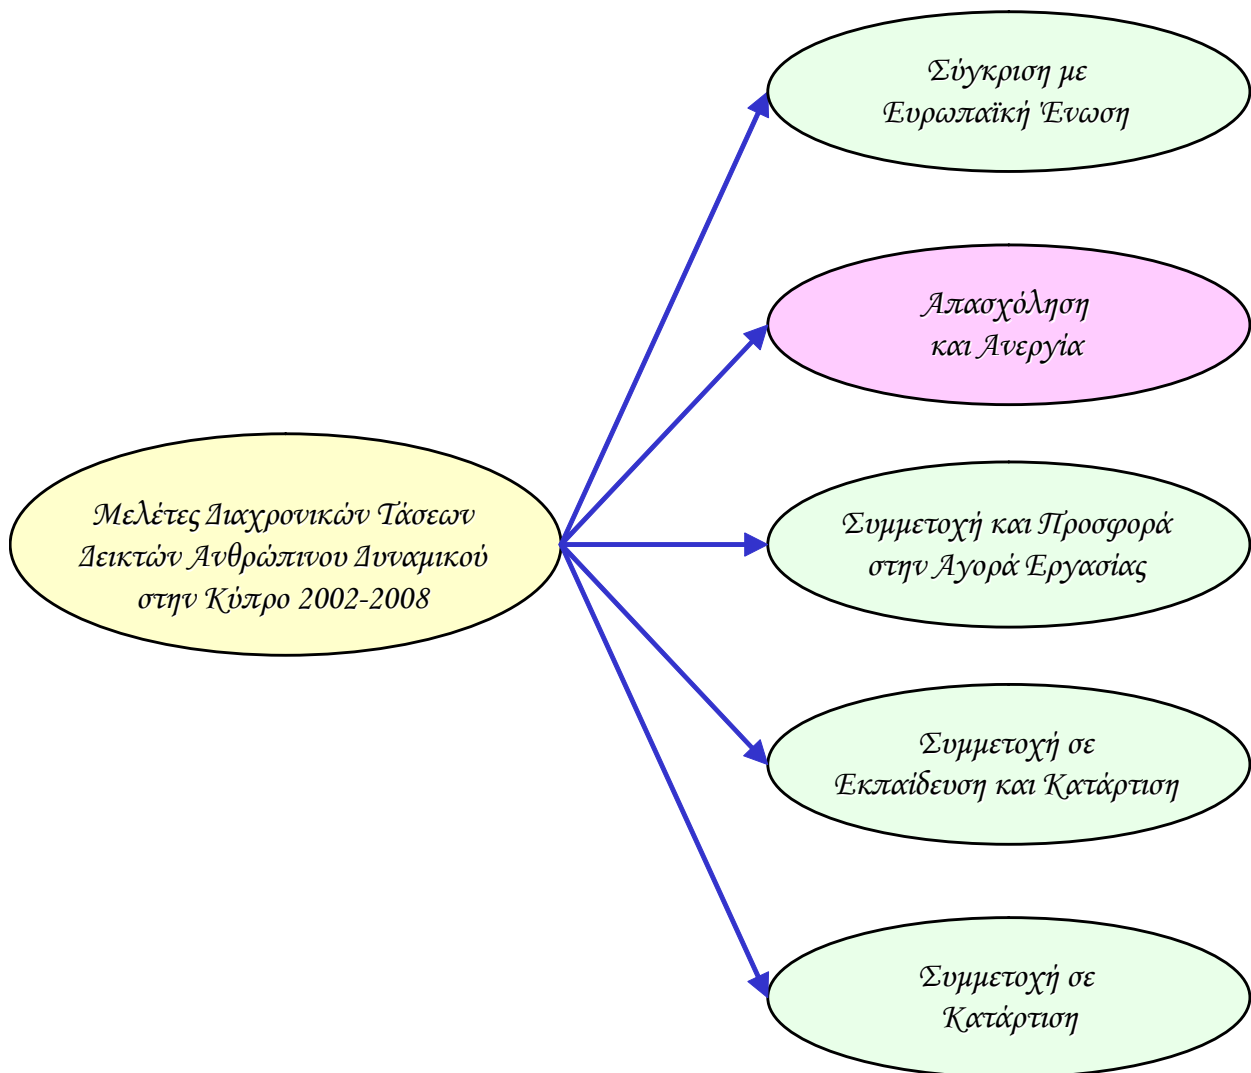 Σύγκριση με
Ευρωπαϊκή Ένωση
Απασχόληση
και Ανεργία
Μελέτες Διαχρονικών Τάσεων
Δεικτών Ανθρώπινου Δυναμικού
στην Κύπρο 2002-2008
Συμμετοχή και Προσφορά
στην Αγορά Εργασίας
Συμμετοχή σε
Εκπαίδευση και Κατάρτιση
Συμμετοχή σε
Κατάρτιση